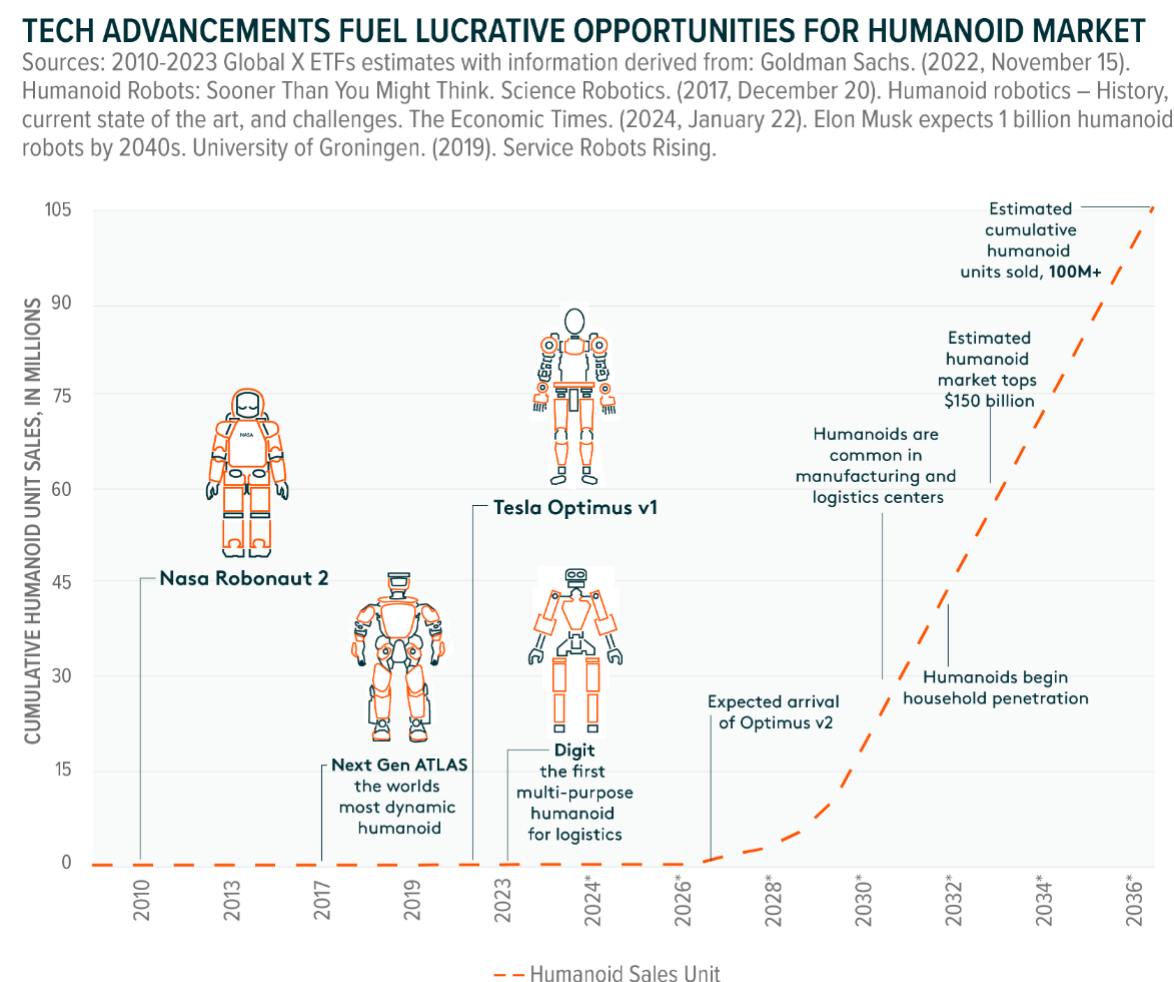 TECH ADVANCEMENTS FUEL LUCRATIVE OPPORTUNITIES FOR HUMANOID MARKET
Sources: 2010-2023 Global X ETFs estimates with information derived from: Goldman Sachs. (2022, November 15).
Humanoid Robots: Sooner Than You Might Think. Science Robotics. (2017, December 20). Humanoid robotics – History,
current state of the art, and challenges. The Economic Times. (2024, January 22). Elon Musk expects 1 billion humanoid
robots by 2040s. University of Groningen. (2019). Service Robots Rising.
CUMULATIVE HUMANOID UNIT SALES, IN MILLIONS
105
90
75
60
45
30
15
0
Estimated
cumulative
humanoid
units sold, 100M+
Estimated
humanoid
market tops
$150 billion
Humanoids are
common in
manufacturing and
logistics centers
NASA
Tesla Optimus v1
Nasa Robonaut 2
Humanoids begin
household penetration
Expected arrival
of Optimus v2
Next Gen ATLAS
the worlds
most dynamic
humanoid
Digit
the first
multi-purpose
humanoid
for logistics
2010
2013
2017
2019
2023
2024*
2026*
2028*
2030*
2032*
2034*
2036*
Humanoid Sales Unit